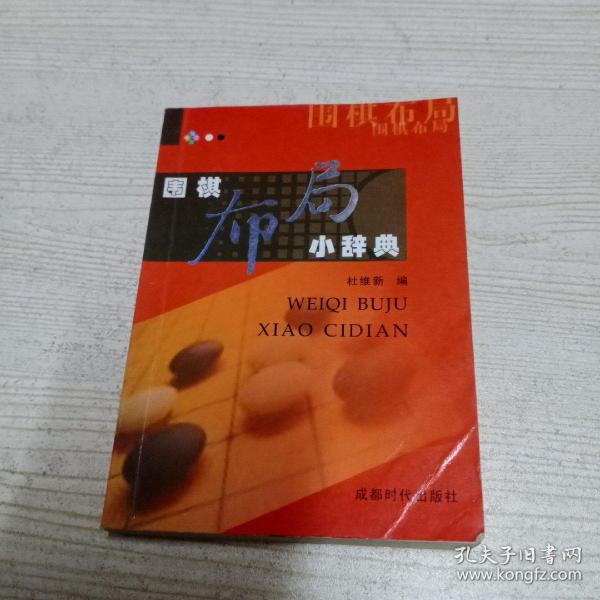 围棋布局
围棋布局
围棋
布局
小辞典
杜维新 编
WEIQI BUJU
XIAO CIDIAN
成都时代出版社
孔夫子旧书网
www.kongfz.com